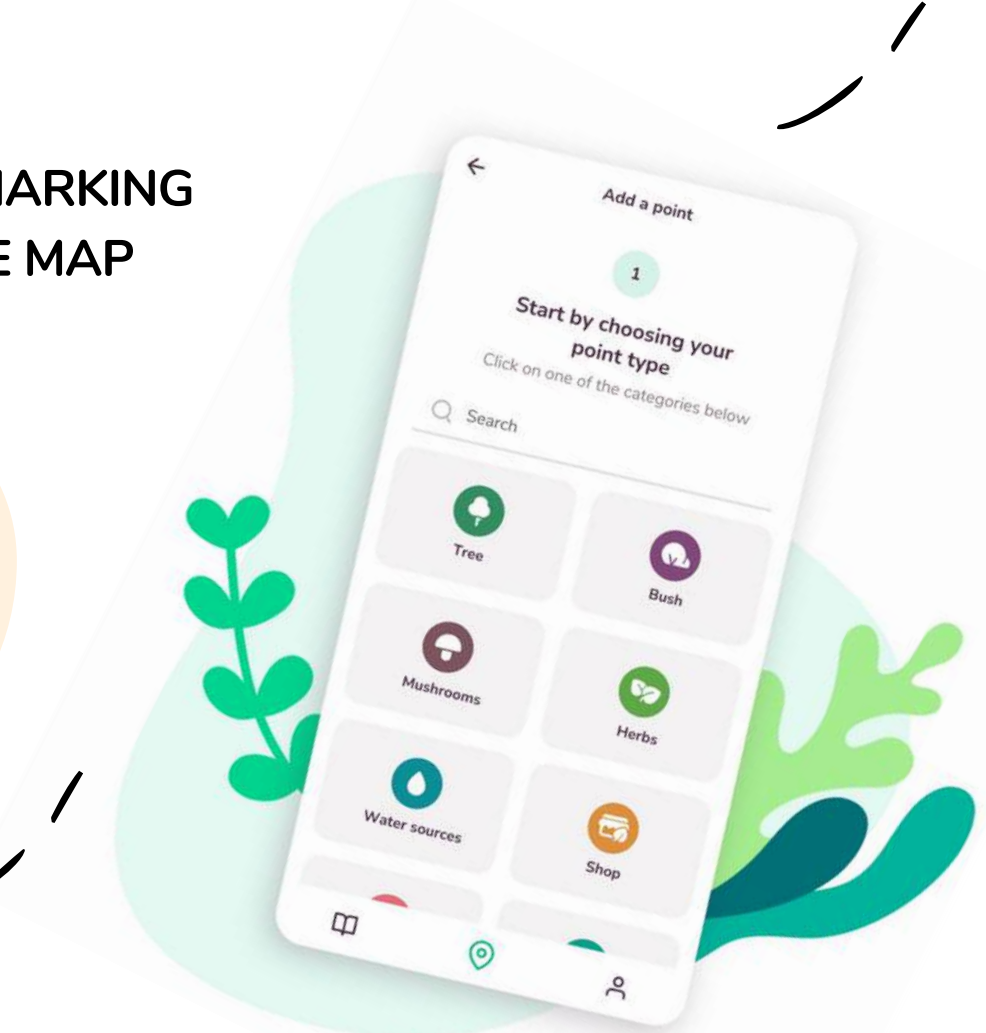 ARKING
E MAP
Add a point
1
Start by choosing your
point type
Click on one of the categories below
Search
Tree
Bush
Mushrooms
Herbs
Water sources
Shop